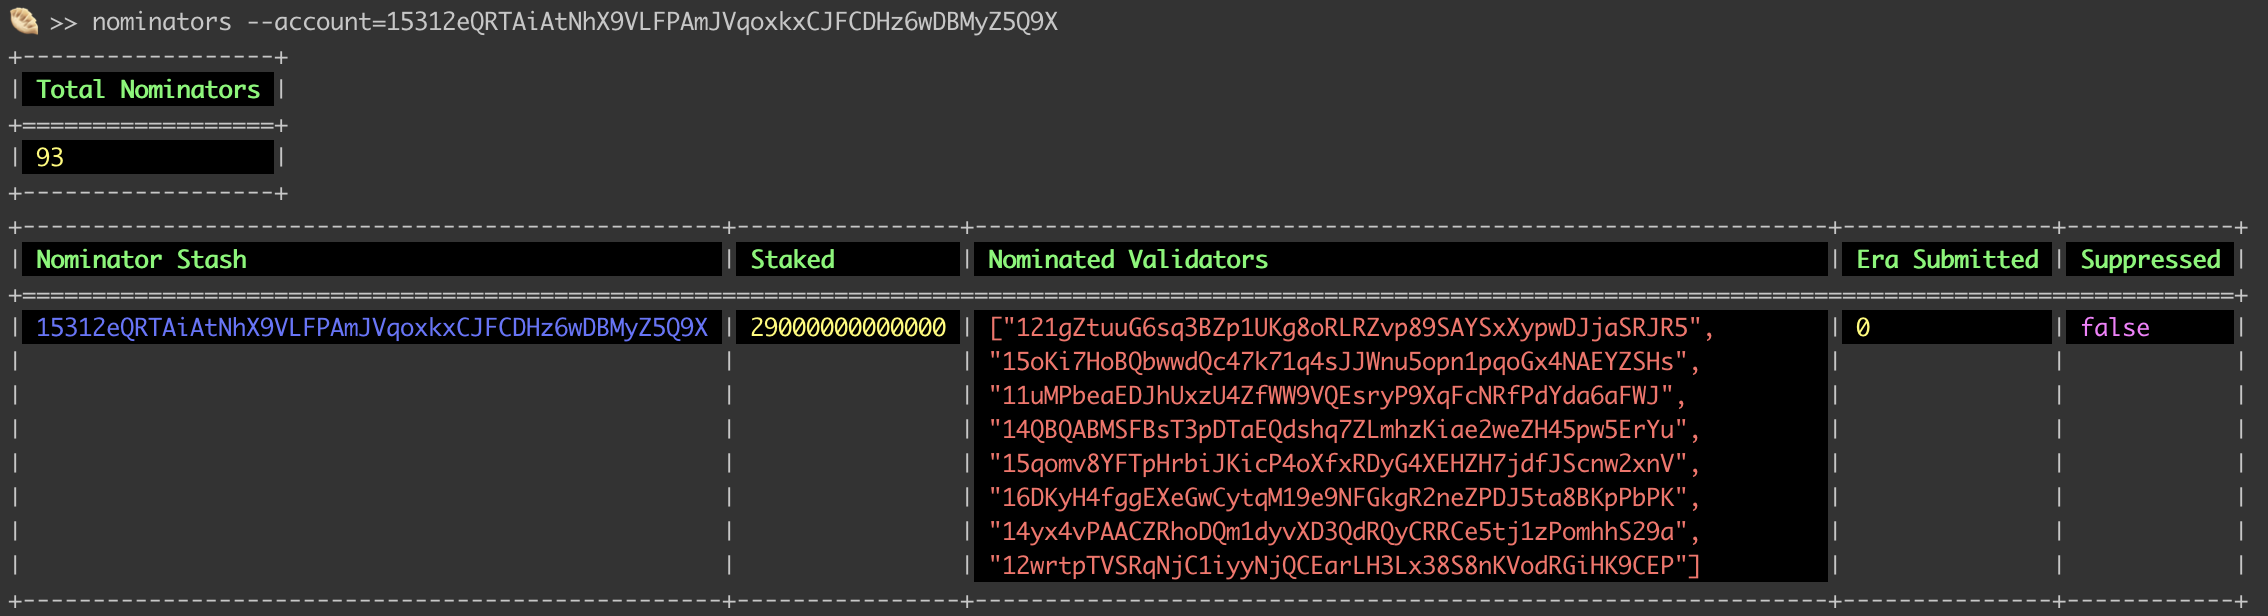 >> nominators --account=15312eQRTAiAtNhX9VLFPAmJVqoxkxCJFCDHz6wDBMyZ5Q9X
Total Nominators
93
Nominator Stash | Staked | Nominated Validators | Era Submitted | Suppressed
15312eQRTAiAtNhX9VLFPAmJVqoxkxCJFCDHz6wDBMyZ5Q9X | 29000000000000 | ["121gZtuuG6sq3BZp1UKg8oRLRZvp89SAYSxXypwDJjaSRJR5", | 0 | false
"15oKi7HoBQbwwdQc47k71q4sJJWnu5opn1pqoGx4NAEYZSHs",
"11uMPbeaEDJhUxzU4ZfWW9VQEsryP9XqFcNRfPdYda6aFWJ",
"14QBQABMSFBsT3pDTaEQdshq7ZLmhzKiae2weZH45pw5ErYu",
"15qomv8YFTpHrbiJKicP4oXfxRDyG4XEHZH7jdfJScnw2xnV",
"16DKyH4fggEXeGwCytqM19e9NFGkgR2neZPDJ5ta8BKpPbPK",
"14yx4vPAACZRhoDQm1dyvXD3QdRQyCRRCe5tj1zPomhhS29a",
"12wrtpTVSRqNjC1iyyNjQCEarLH3Lx38S8nKVodRGiHK9CEP"]